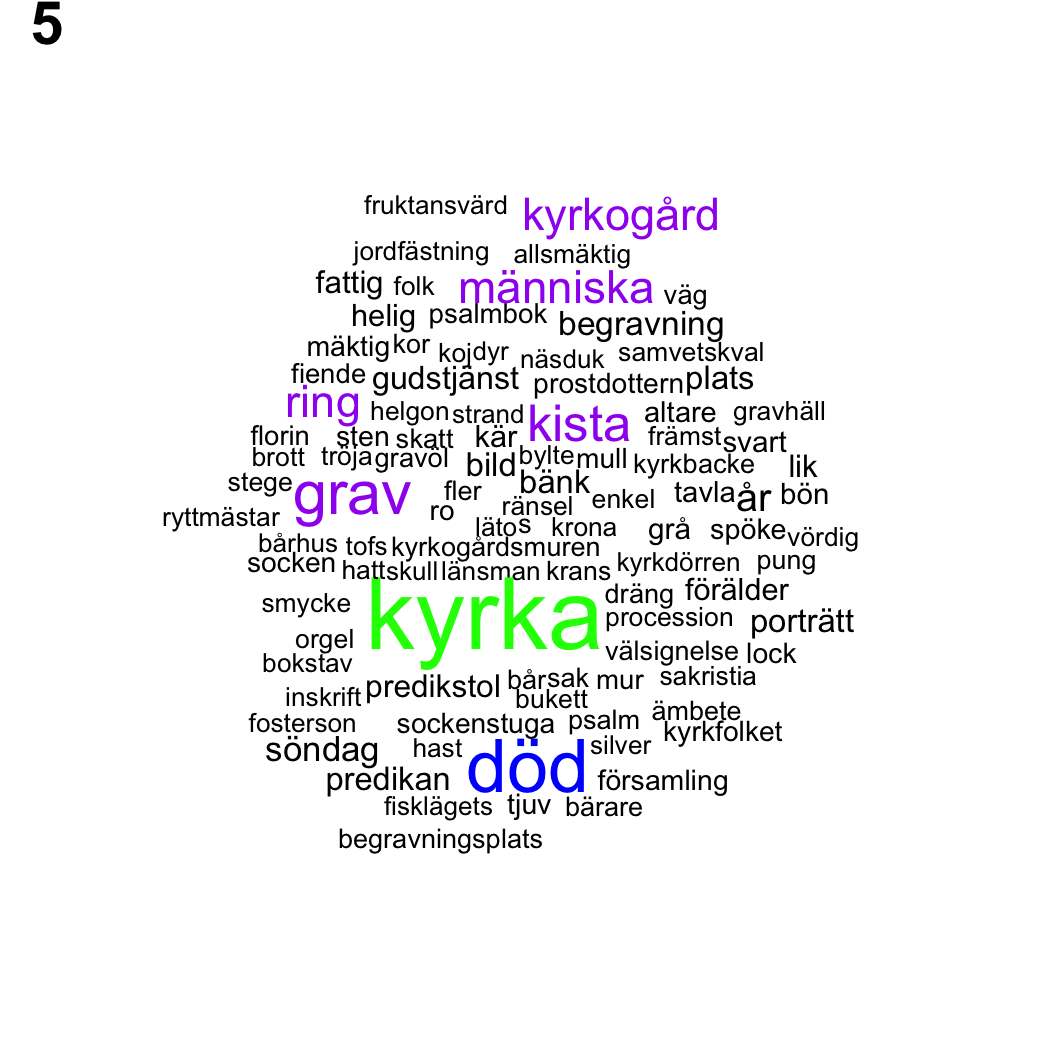 5
fruktansvärd kyrkogård
jordfästning allsmäktig
fattig folk människa väg
helig psalmbok begravning
mäktig kor kojdyr näsduk samvetskval
fiende gudstjänst prostdottern plats
ring helgon strand kista altare gravhäll
florin sten skatt kär främst svart
brott tröja gravöl bild bylte mull kyrkbacke lik
stege grav fler bänk enkel tavla år bön
ryttmästar ro ränsel
lätos krona grå spöke vördig
bårhus tofs kyrkogårdsmuren
socken hatt skull länsman krans kyrkdörren pung
smycke kyrka dräng förälder
procession porträtt
orgel välsignelse lock
bokstav
inskrift predikstol bårsak mur sakristia
bukett
fosterson sockenstuga psalm ämbete
kyrkfolket
söndag hast död silver
predikan församling
fisklägets tjuv bärare
begravningsplats